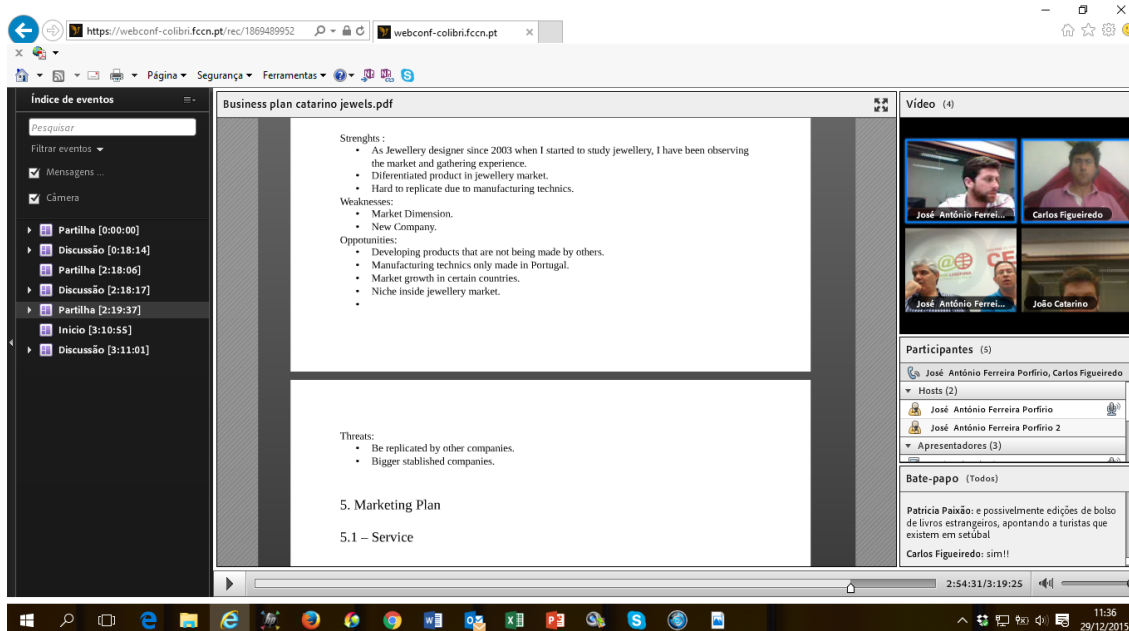 https://webconf-colibri.fccn.pt/rec/1869489952
webconf-colibri.fccn.pt
Página
Segurança
Ferramentas
Índice de eventos
Pesquisar
Filtrar eventos
Mensagens ...
Câmera
Partilha [0:00:00]
Discussão [0:18:14]
Partilha [2:18:06]
Discussão [2:18:17]
Partilha [2:19:37]
Inicio [3:10:55]
Discussão [3:11:01]
Business plan catarino jewels.pdf
Strenghts :
• As Jewellery designer since 2003 when I started to study jewellery, I have been observing
the market and gathering experience.
• Diferentiated product in jewellery market.
• Hard to replicate due to manufacturing technics.
Weaknesses:
• Market Dimension.
• New Company.
Oppotunities:
• Developing products that are not being made by others.
• Manufacturing technics only made in Portugal.
• Market growth in certain countries.
• Niche inside jewellery market.
•
Threats:
• Be replicated by other companies.
• Bigger stablished companies.
5. Marketing Plan
5.1 – Service
Vídeo (4)
José António Ferrei...
Carlos Figueiredo
José António Ferrei...
João Catarino
Participantes (5)
José António Ferreira Porfírio, Carlos Figueiredo
Hosts (2)
José António Ferreira Porfírio
José António Ferreira Porfírio 2
Apresentadores (3)
Bate-papo (Todos)
Patricia Paixão: e possivelmente edições de bolso
de livros estrangeiros, apontando a turistas que
existem em setúbal
Carlos Figueiredo: sim!!
2:54:31/3:19:25
11:36
29/12/2015